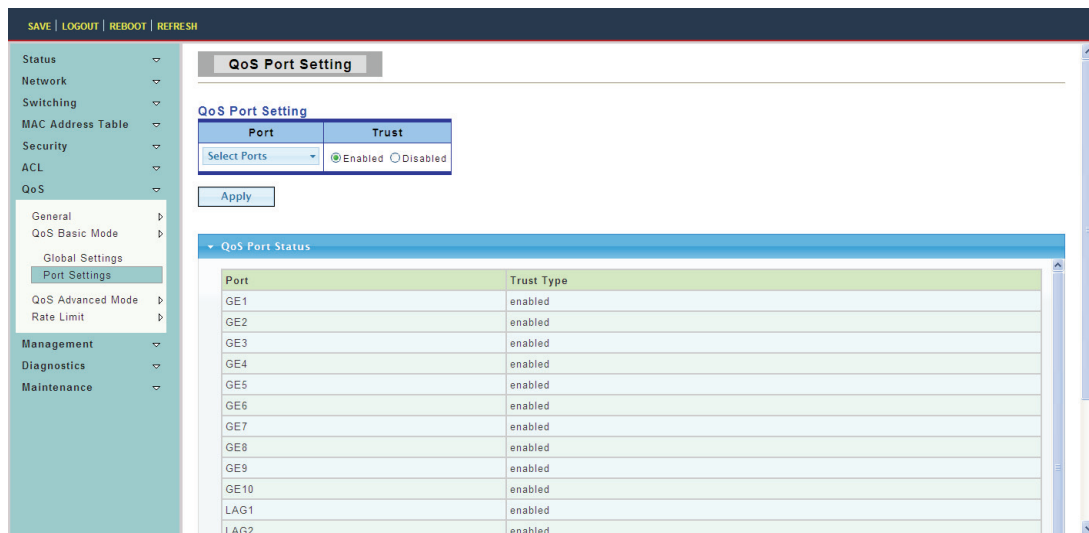 SAVE | LOGOUT | REBOOT | REFRESH
Status
Network
Switching
MAC Address Table
Security
ACL
QoS
General
QoS Basic Mode
Global Settings
Port Settings
QoS Advanced Mode
Rate Limit
Management
Diagnostics
Maintenance
QoS Port Setting
QoS Port Setting
Port Trust
Select Ports Enabled Disabled
Apply
QoS Port Status
Port Trust Type
GE1 enabled
GE2 enabled
GE3 enabled
GE4 enabled
GE5 enabled
GE6 enabled
GE7 enabled
GE8 enabled
GE9 enabled
GE10 enabled
LAG1 enabled
LAG2 enabled